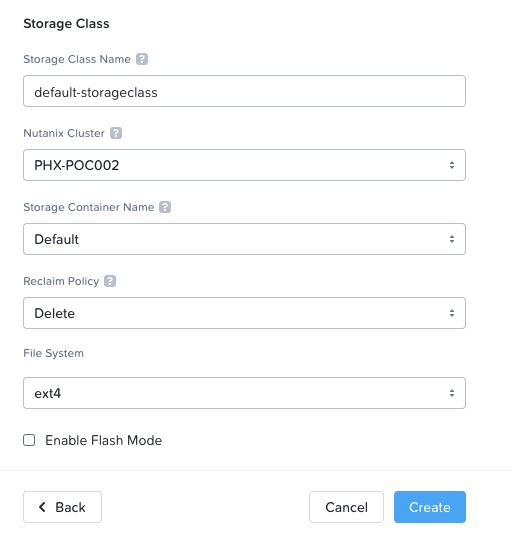 Storage Class
Storage Class Name ?
default-storageclass
Nutanix Cluster ?
PHX-POC002
Storage Container Name ?
Default
Reclaim Policy ?
Delete
File System
ext4
Enable Flash Mode
Back Cancel Create